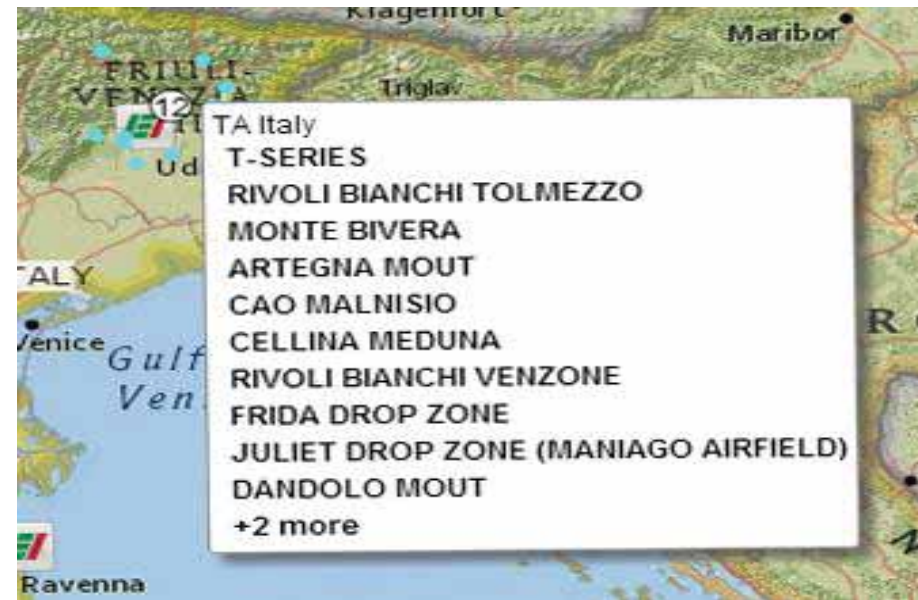 Klagenfurt
Maribor
FRIULI-
VENEZIA
12
Triglav
TA Italy
T-SERIES
RIVOLI BIANCHI TOLMEZZO
MONTE BIVERA
ARTEGNA MOUT
CAO MALNISIO
CELLINA MEDUNA
RIVOLI BIANCHI VENZONE
FRIDA DROP ZONE
JULIET DROP ZONE (MANIAGO AIRFIELD)
DANDOLO MOUT
+2 more
Ud
TALY
R
Venice
Gulf
Ven
Ravenna